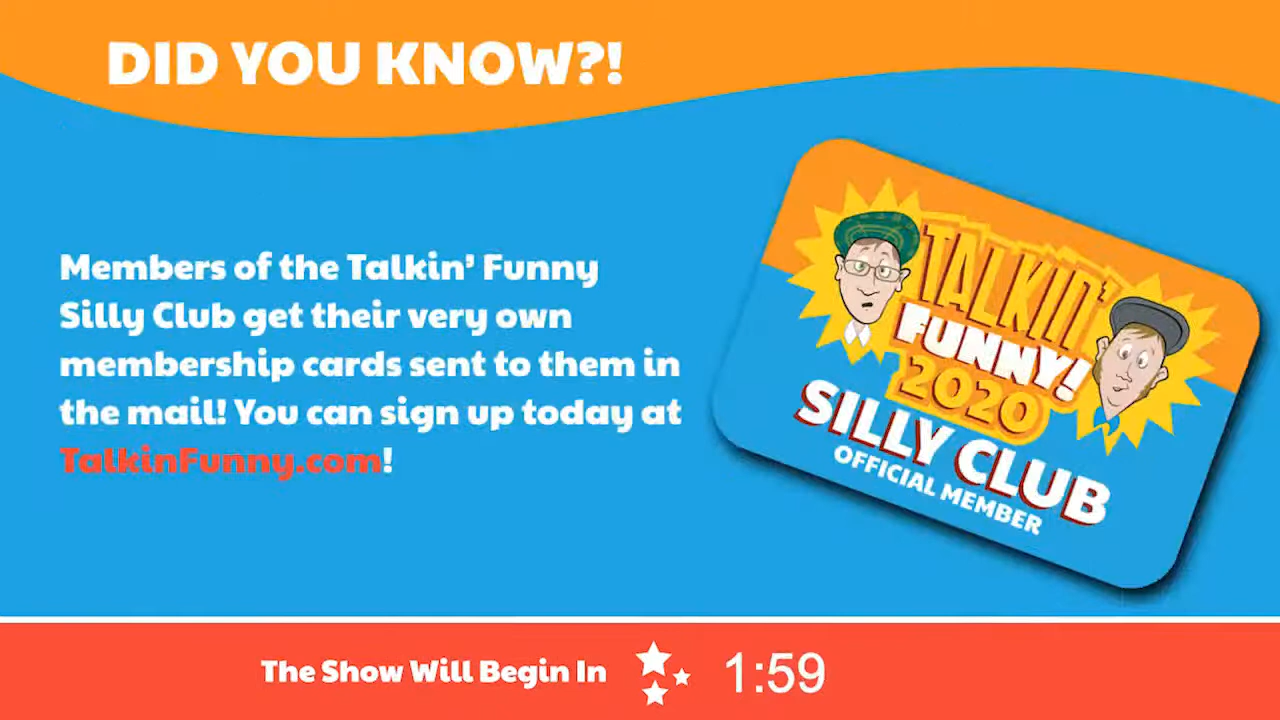 DID YOU KNOW?!
Members of the Talkin' Funny
Silly Club get their very own
membership cards sent to them in
the mail! You can sign up today at
TalkinFunny.com!
TALKIN'
FUNNY!
2020
SILLY CLUB
OFFICIAL MEMBER
The Show Will Begin In 1:59